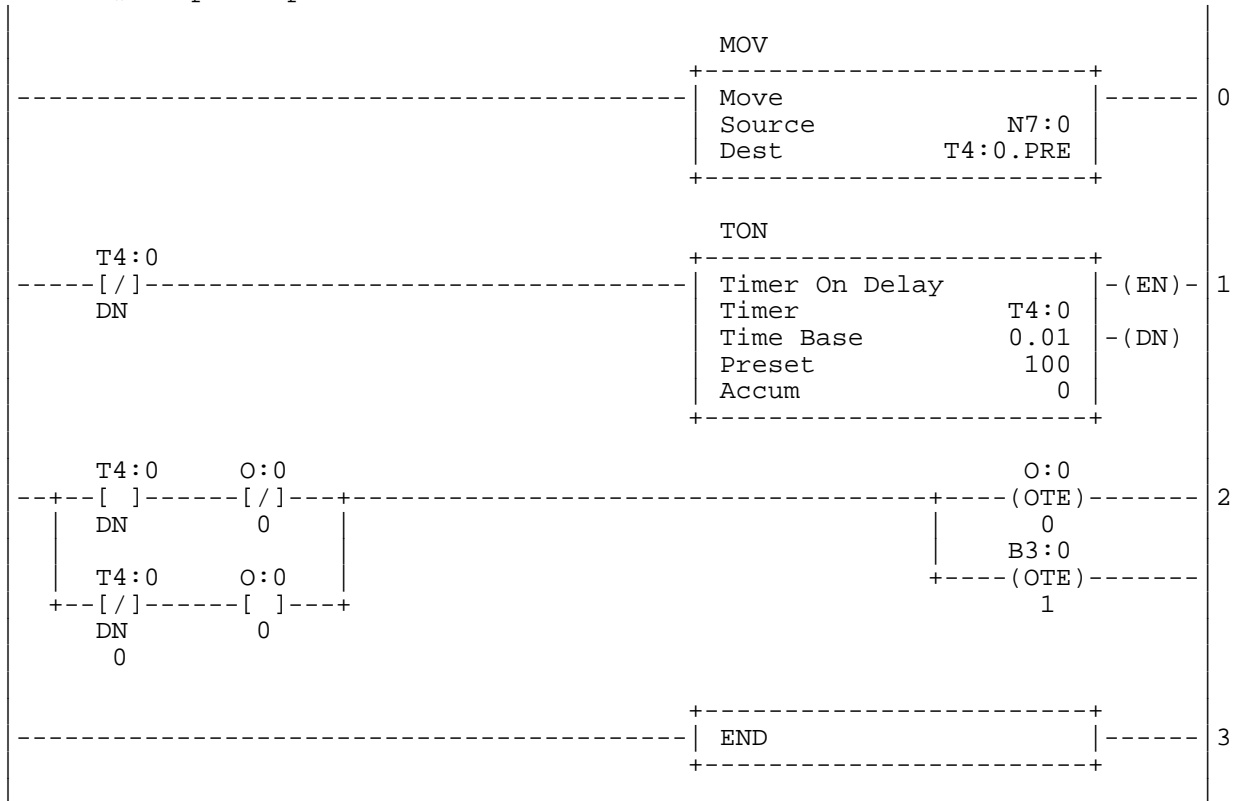 MOV
Move 0
Source N7:0
Dest T4:0.PRE
TON
T4:0
[/] Timer On Delay (EN) 1
DN Timer T4:0
Time Base 0.01 (DN)
Preset 100
Accum 0
T4:0 O:0 O:0
[ ] [/] (OTE) 2
DN 0 0
B3:0
T4:0 O:0 (OTE)
[/] [ ] 1
DN 0
0
END 3